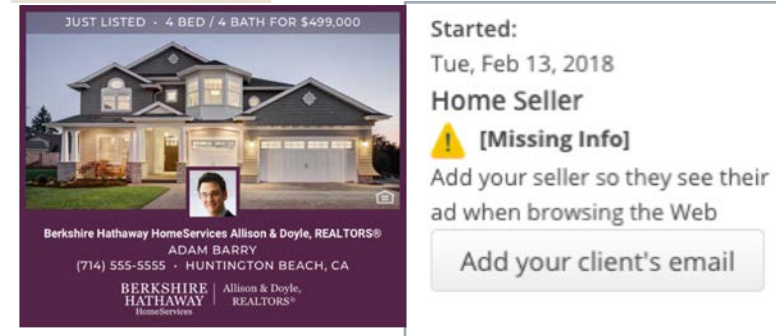 JUST LISTED · 4 BED / 4 BATH FOR $499,000
Berkshire Hathaway HomeServices Allison & Doyle, REALTORS®
ADAM BARRY
(714) 555-5555 · HUNTINGTON BEACH, CA
BERKSHIRE
HATHAWAY
HomeServices
Allison & Doyle,
REALTORS®
Started:
Tue, Feb 13, 2018
Home Seller
[Missing Info]
Add your seller so they see their
ad when browsing the Web
Add your client's email